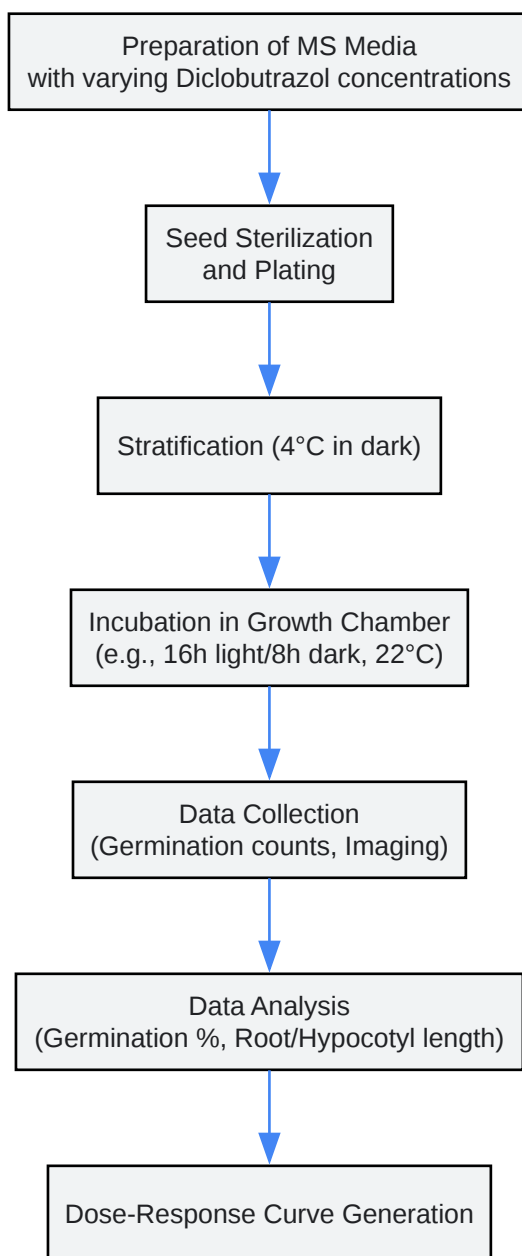 Preparation of MS Media
with varying Diclobutrazol concentrations
Seed Sterilization
and Plating
Stratification (4°C in dark)
Incubation in Growth Chamber
(e.g., 16h light/8h dark, 22°C)
Data Collection
(Germination counts, Imaging)
Data Analysis
(Germination %, Root/Hypocotyl length)
Dose-Response Curve Generation